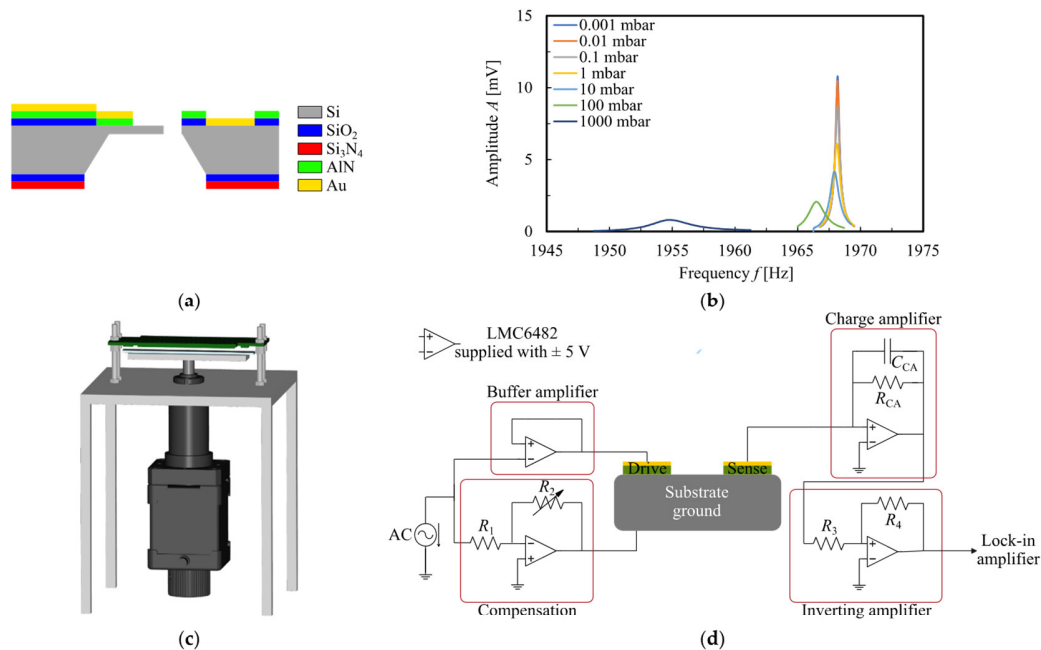 Si
SiO2
Si3N4
AlN
Au
(a)
0.001 mbar
0.01 mbar
0.1 mbar
1 mbar
10 mbar
100 mbar
1000 mbar
Amplitude A [mV]
15
10
5
0
1945 1950 1955 1960 1965 1970 1975
Frequency f [Hz]
(b)
(c)
LMC6482
supplied with ± 5 V
Charge amplifier
CCA
RCA
Buffer amplifier
Drive
Sense
Substrate
ground
AC
R1
R2
Compensation
R3
R4
Inverting amplifier
Lock-in
amplifier
(d)